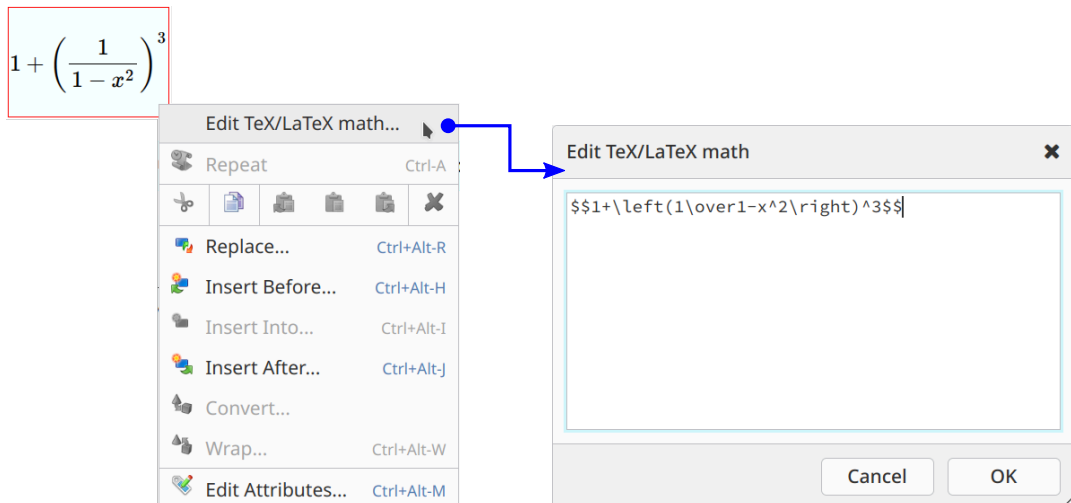 1 + ( 1 / (1 − x²) )³
Edit TeX/LaTeX math...
Repeat Ctrl-A
Replace... Ctrl+Alt-R
Insert Before... Ctrl+Alt-H
Insert Into... Ctrl+Alt-I
Insert After... Ctrl+Alt-J
Convert...
Wrap... Ctrl+Alt-W
Edit Attributes... Ctrl+Alt-M
Edit TeX/LaTeX math
$$1+\left(1\over1-x^2\right)^3$$
Cancel OK